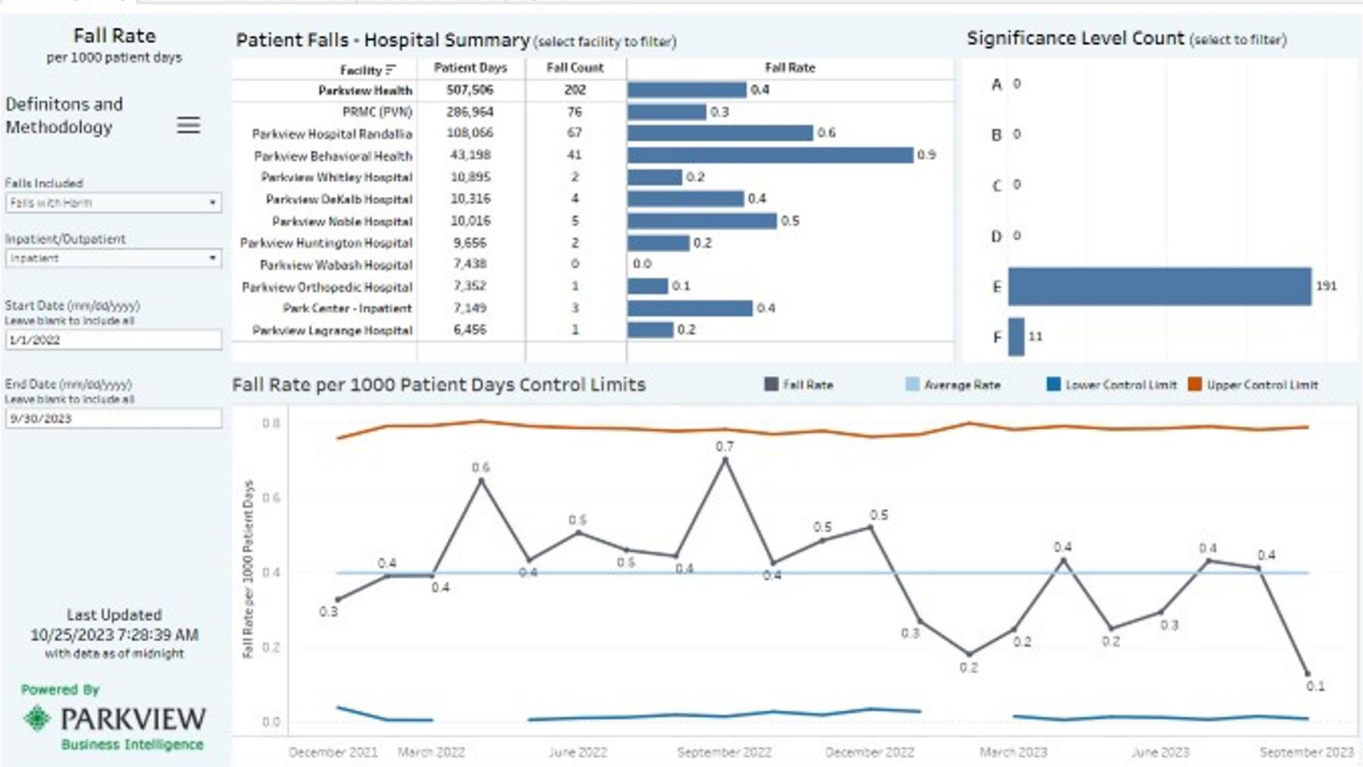 Fall Rate
per 1000 patient days
Definitons and
Methodology
Falls Included
Falls with Harm
Inpatient/Outpatient
Inpatient
Start Date (mm/dd/yyyy)
Leave blank to include all
1/1/2022
End Date (mm/dd/yyyy)
Leave blank to include all
9/30/2023
Last Updated
10/25/2023 7:28:39 AM
with data as of midnight
Powered By
PARKVIEW
Business Intelligence
Patient Falls - Hospital Summary (select facility to filter)
Facility Patient Days Fall Count Fall Rate
Parkview Health 507,506 202 0.4
PRMC (PVN) 286,964 76 0.3
Parkview Hospital Randallia 108,066 67 0.6
Parkview Behavioral Health 43,198 41 0.9
Parkview Whitley Hospital 10,895 2 0.2
Parkview DeKalb Hospital 10,316 4 0.4
Parkview Noble Hospital 10,016 5 0.5
Parkview Huntington Hospital 9,656 2 0.2
Parkview Wabash Hospital 7,438 0 0.0
Parkview Orthopedic Hospital 7,352 1 0.1
Park Center - Inpatient 7,149 3 0.4
Parkview Lagrange Hospital 6,456 1 0.2
Significance Level Count (select to filter)
A 0
B 0
C 0
D 0
E 191
F 11
Fall Rate per 1000 Patient Days Control Limits
Fall Rate Average Rate Lower Control Limit Upper Control Limit
Fall Rate per 1000 Patient Days
0.8
0.6
0.4
0.2
0.0
0.3
0.4
0.4
0.6
0.4
0.5
0.5
0.4
0.7
0.4
0.5
0.5
0.3
0.2
0.2
0.4
0.2
0.3
0.4
0.4
0.1
December 2021 March 2022 June 2022 September 2022 December 2022 March 2023 June 2023 September 2023